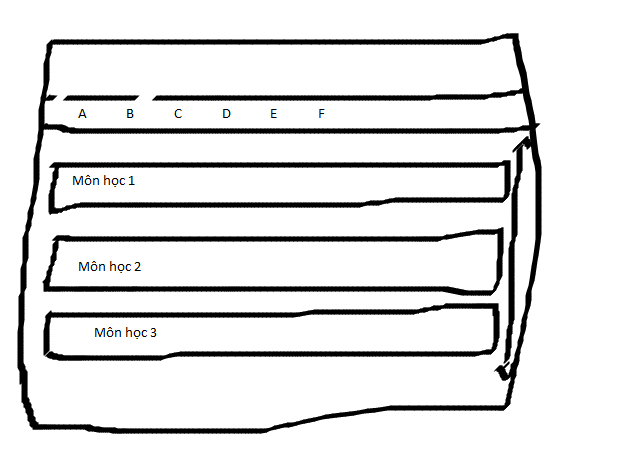 A B C D E F
Môn học 1
Môn học 2
Môn học 3